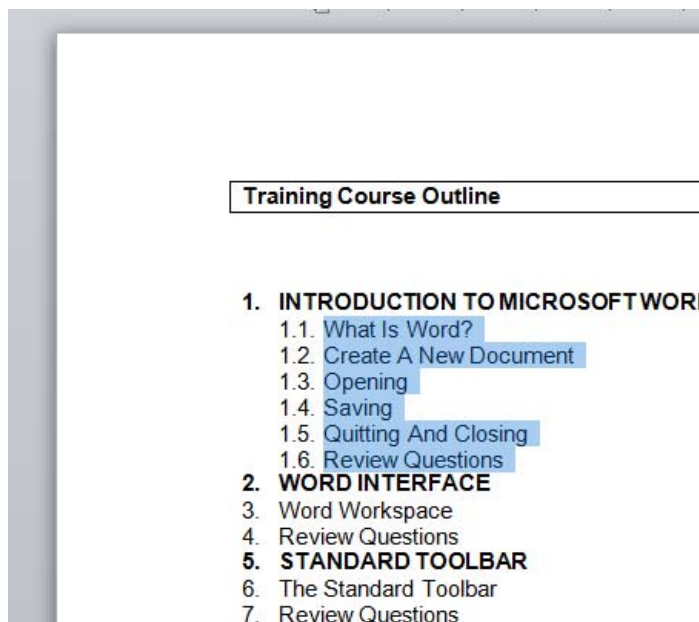 Training Course Outline
1. INTRODUCTION TO MICROSOFT WOR
1.1. What Is Word?
1.2. Create A New Document
1.3. Opening
1.4. Saving
1.5. Quitting And Closing
1.6. Review Questions
2. WORD INTERFACE
3. Word Workspace
4. Review Questions
5. STANDARD TOOLBAR
6. The Standard Toolbar
7. Review Questions